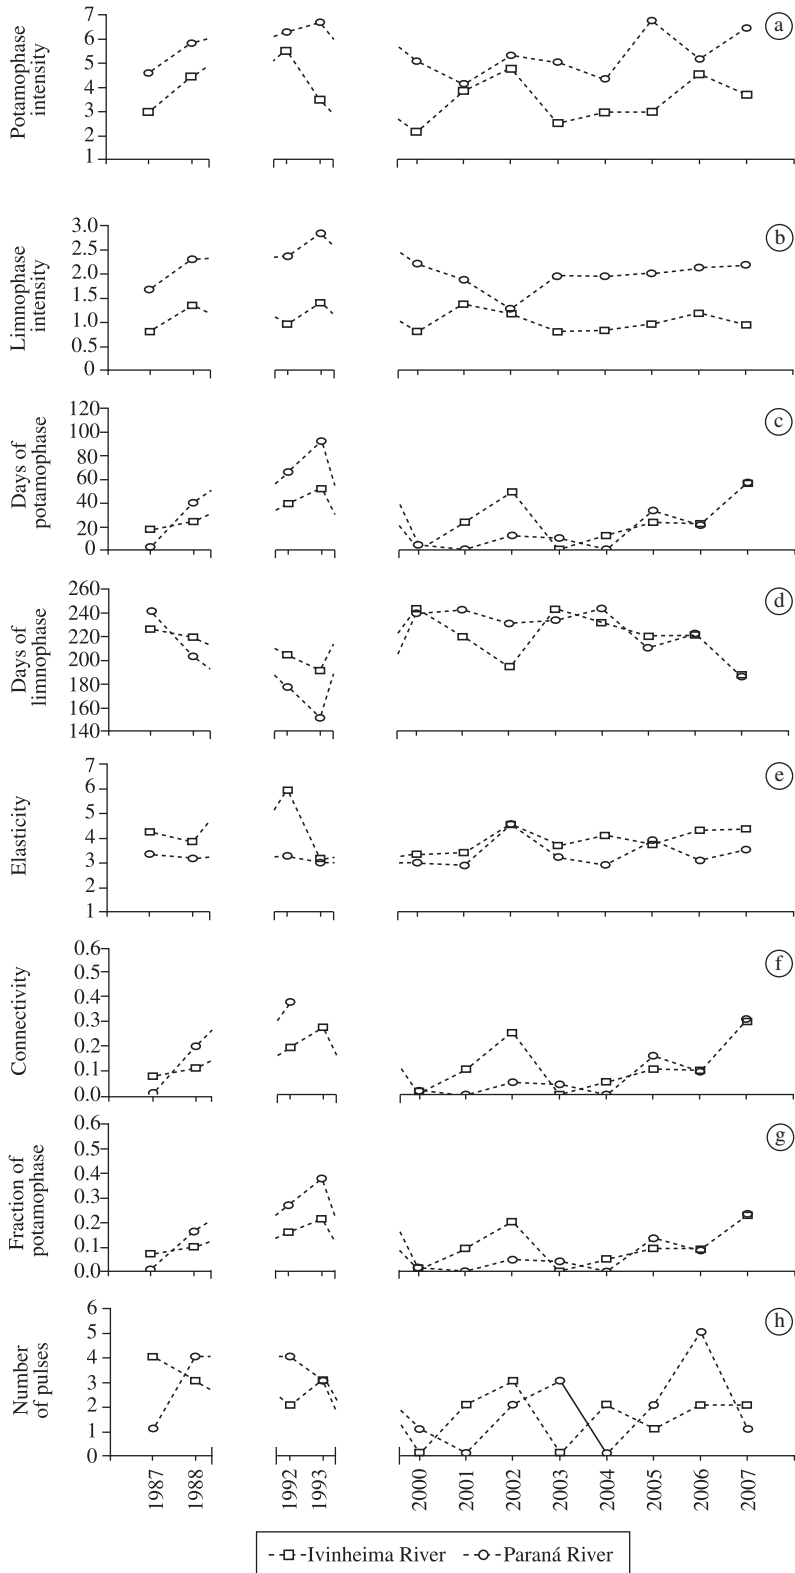 7
6
5
4
3
2
1
Potamophase
intensity
a
3.0
2.5
2.0
1.5
1.0
0.5
0
Limnophase
intensity
b
120
100
80
60
40
20
0
Days of
potamophase
c
260
240
220
200
180
160
140
Days of
limnophase
d
7
6
5
4
3
2
1
Elasticity
e
0.6
0.5
0.4
0.3
0.2
0.1
0.0
Connectivity
f
0.6
0.5
0.4
0.3
0.2
0.1
0.0
Fraction of
potamophase
g
6
5
4
3
2
1
0
Number
of pulses
h
1987 1988 1992 1993 2000 2001 2002 2003 2004 2005 2006 2007
Ivinheima River Paraná River